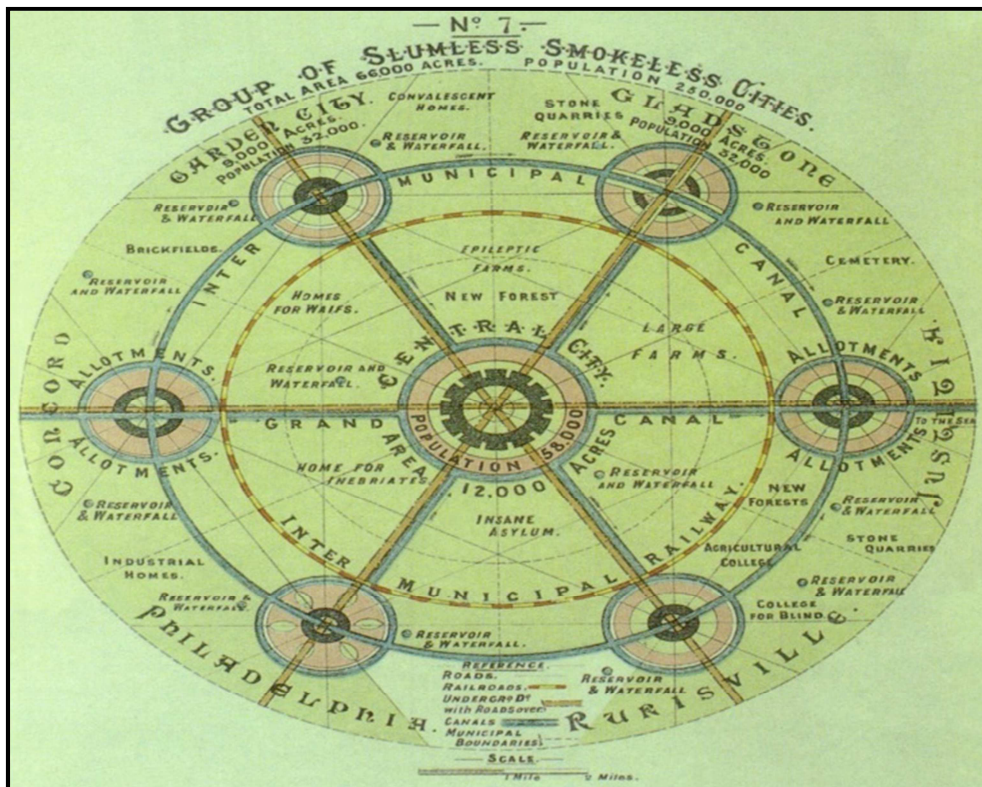 — Nº 7. —
GROUP OF SLUMLESS SMOKELESS CITIES.
TOTAL AREA 66,000 ACRES. POPULATION 250,000
GARDEN CITY.
9,000 ACRES.
POPULATION 32,000.
CONVALESCENT
HOMES.
STONE
QUARRIES
GLADSTONE
9,000 ACRES.
POPULATION
32,000
RESERVOIR
& WATERFALL.
RESERVOIR &
WATERFALL.
INTER MUNICIPAL CANAL
RESERVOIR
& WATERFALL
RESERVOIR
AND WATERFALL
BRICKFIELDS.
EPILEPTIC
FARMS.
CEMETERY.
RESERVOIR
AND WATERFALL
HOMES
FOR WAIFS.
NEW FOREST
RESERVOIR
& WATERFALL
LARGE
FARMS.
CENTRAL CITY.
CONCORD
ALLOTMENTS.
ALLOTMENTS
JUSTITIA
RESERVOIR AND
WATERFALL.
GRAND CANAL
TO THE SEA
POPULATION 58,000
AREA 12.000 ACRES
ALLOTMENTS.
ALLOTMENTS
HOME FOR
INEBRIATES.
RESERVOIR
AND WATERFALL
NEW
FORESTS
RESERVOIR
& WATERFALL
RESERVOIR
& WATERFALL
INSANE
ASYLUM.
STONE
QUARRIES
INTER MUNICIPAL RAILWAY.
AGRICULTURAL
COLLEGE
INDUSTRIAL
HOMES.
RESERVOIR
& WATERFALL
RESERVOIR &
WATERFALL.
COLLEGE
FOR BLIND.
PHILADELPHIA.
RURISVILLE.
RESERVOIR
& WATERFALL.
RESERVOIR
& WATERFALL
REFERENCE.
ROADS.
RAILROADS.
UNDERGRD Do
with ROADS over
CANALS
MUNICIPAL
BOUNDARIES
— SCALE. —
1 Mile 2 Miles.